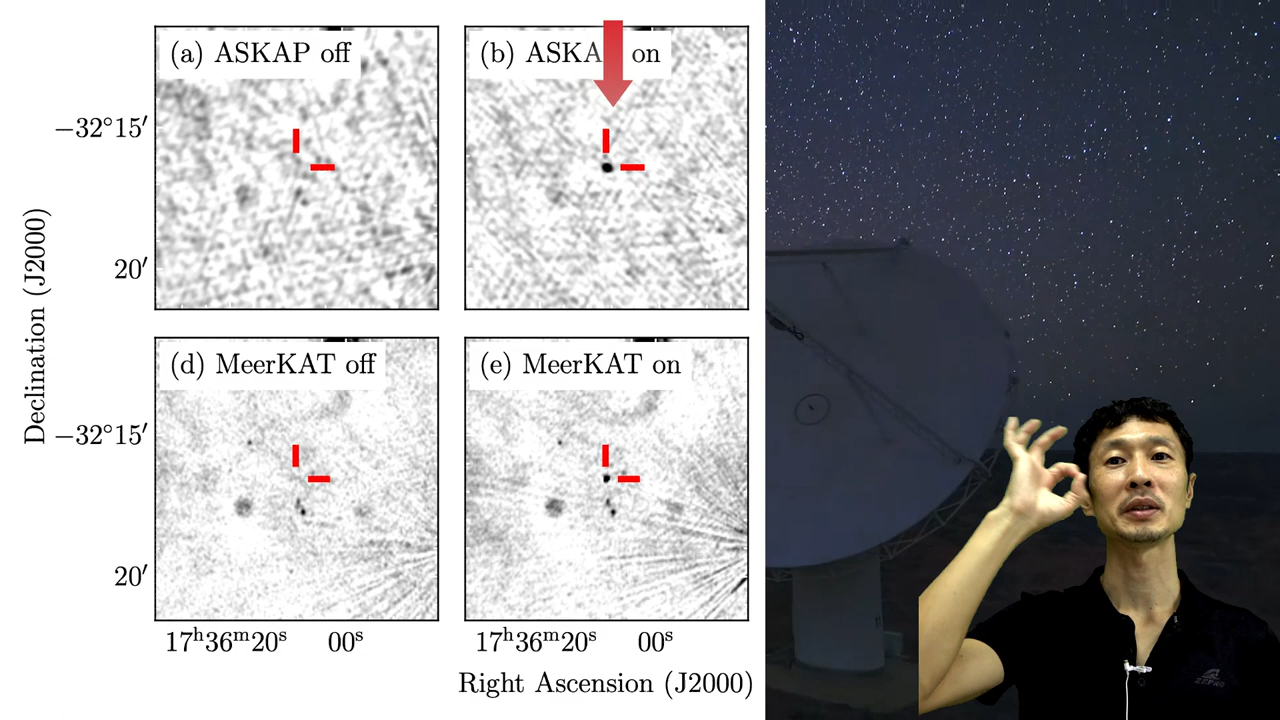 (a) ASKAP off
(b) ASKA on
−32°15′
20′
Declination (J2000)
(d) MeerKAT off
(e) MeerKAT on
−32°15′
20′
17ʰ36ᵐ20ˢ 00ˢ
17ʰ36ᵐ20ˢ 00ˢ
Right Ascension (J2000)